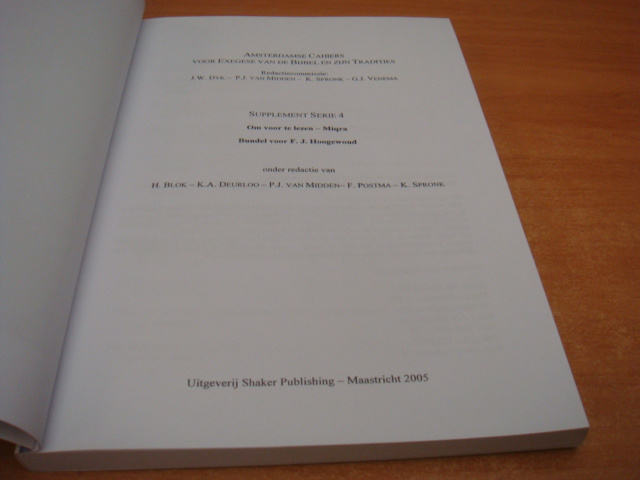 AMSTERDAMSE CAHIERS
VOOR EXEGESE VAN DE BIJBEL EN ZIJN TRADITIES
Redactiecommissie:
J.W. DYK – P.J. VAN MIDDEN – K. SPRONK – G.J. VENEMA
SUPPLEMENT SERIE 4
Om voor te lezen – Miqra
Bundel voor F. J. Hoogewoud
onder redactie van
H. BLOK – K.A. DEURLOO – P.J. VAN MIDDEN– F. POSTMA – K. SPRONK
Uitgeverij Shaker Publishing – Maastricht 2005